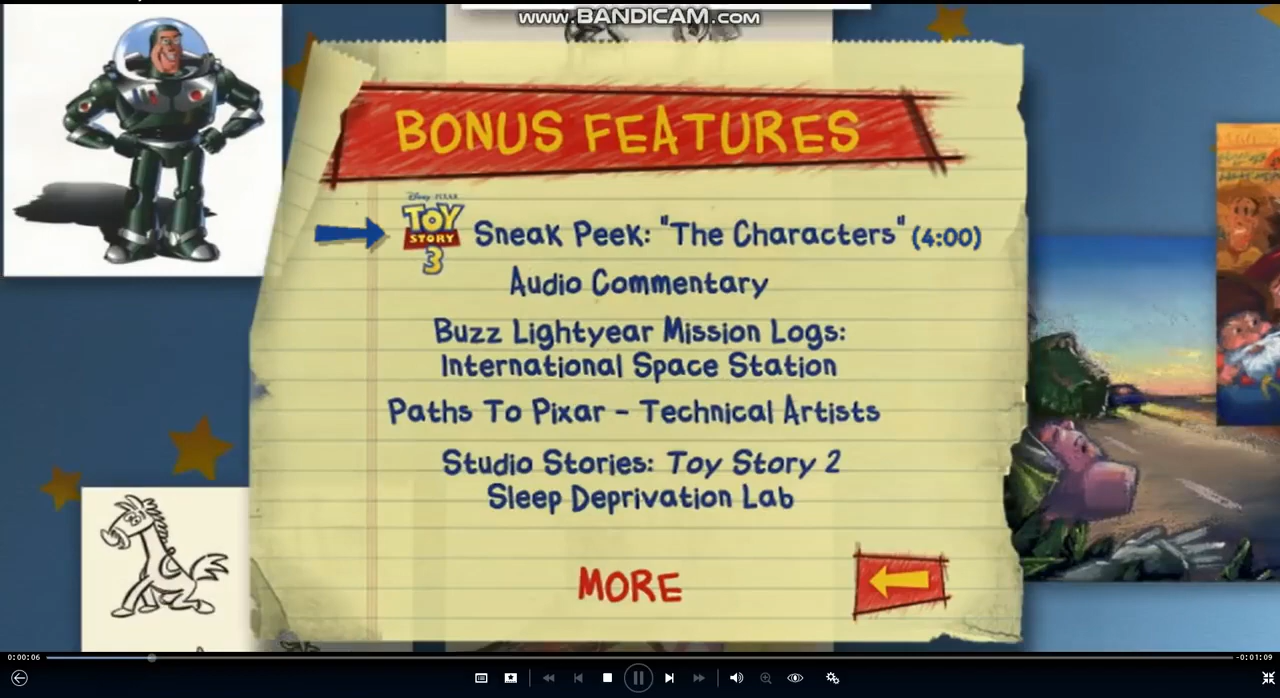 www.BANDICAM.com
BONUS FEATURES
Disney · PIXAR
TOY
STORY
3
Sneak Peek: "The Characters" (4:00)
Audio Commentary
Buzz Lightyear Mission Logs:
International Space Station
Paths To Pixar – Technical Artists
Studio Stories: Toy Story 2
Sleep Deprivation Lab
MORE
0:00:06
-0:01:09